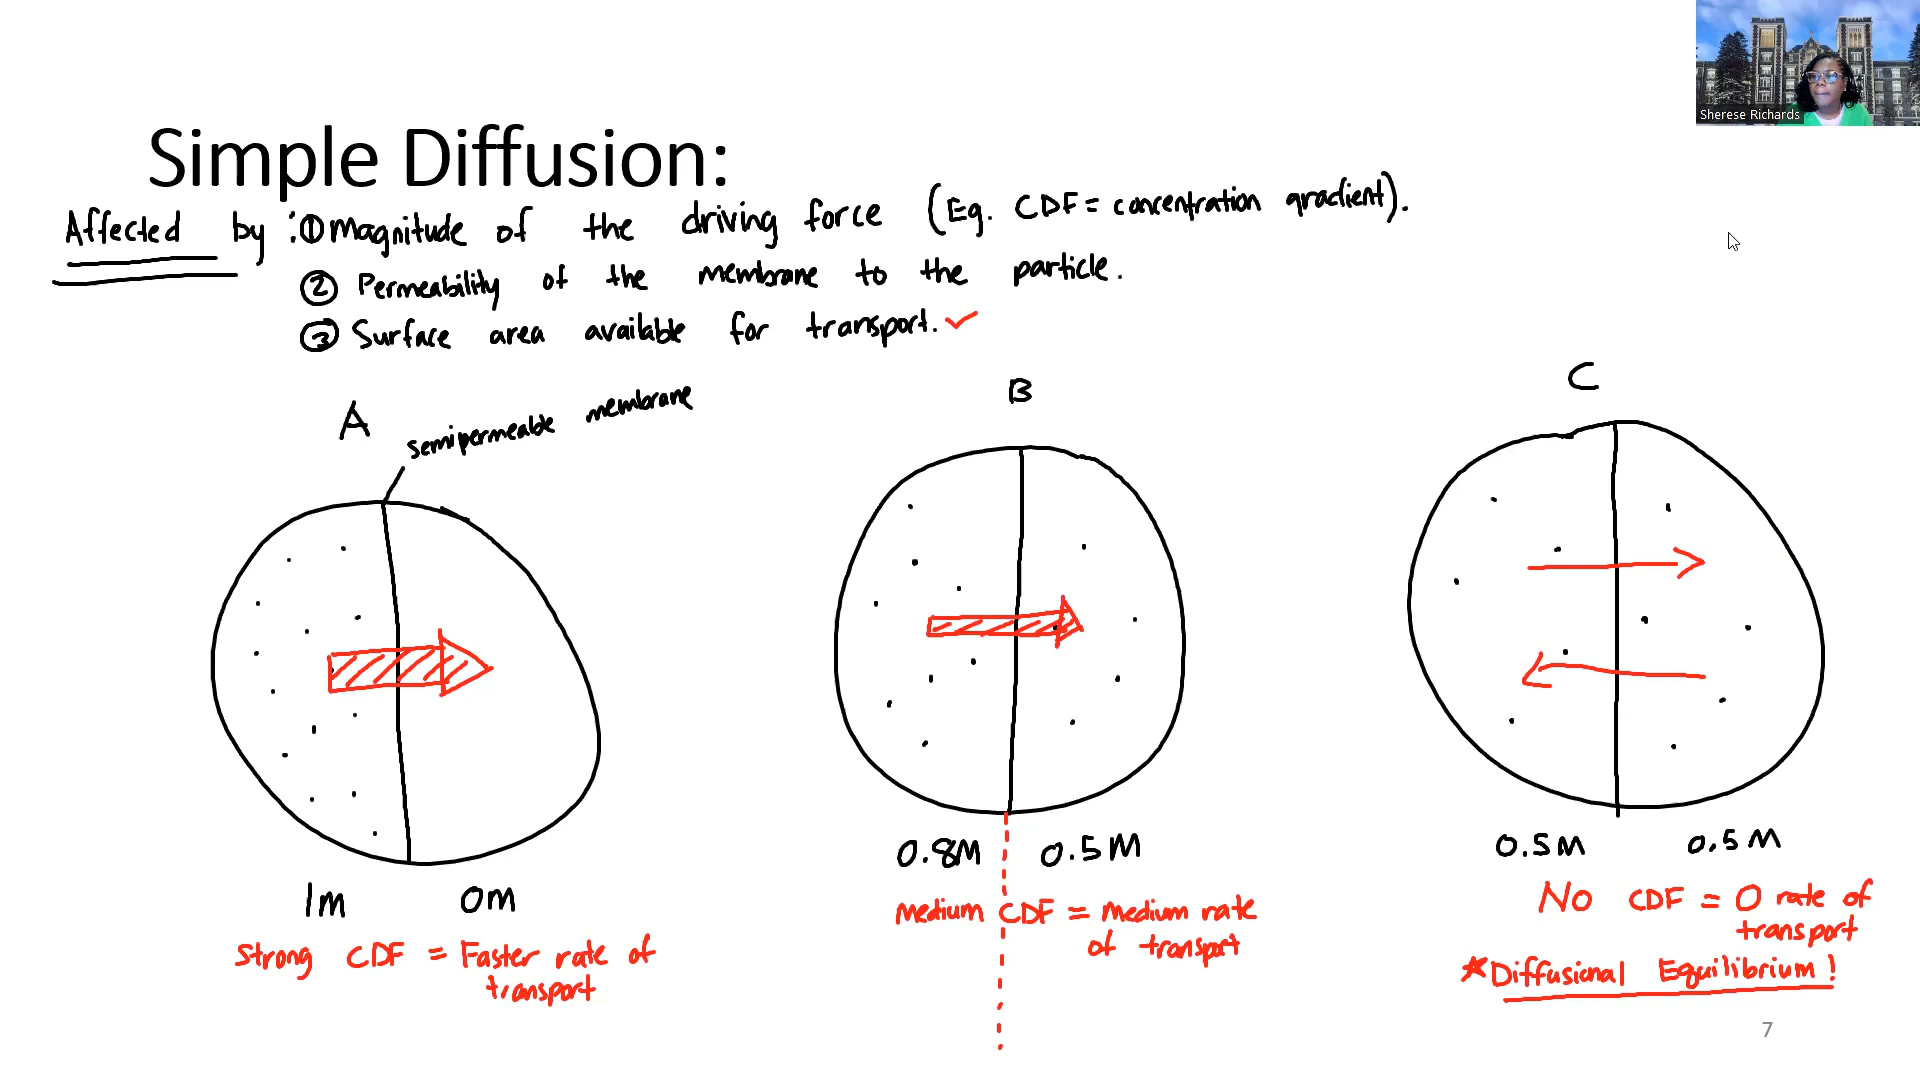 Sherese Richards
Simple Diffusion:
Affected by : ① Magnitude of the driving force (Eg. CDF = concentration gradient).
② Permeability of the membrane to the particle.
③ Surface area available for transport. ✓
A
semipermeable membrane
B
C
1m 0m
Strong CDF = Faster rate of
transport
0.8M 0.5M
Medium CDF = Medium rate
of transport
0.5M 0.5M
No CDF = 0 rate of
transport
*Diffusional Equilibrium!
7